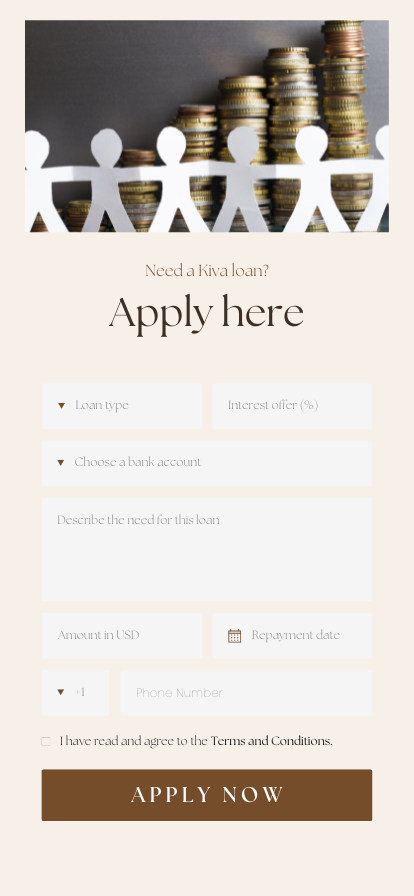 Need a Kiva loan?
Apply here
Loan type
Interest offer (%)
Choose a bank account
Describe the need for this loan
Amount in USD
Repayment date
+1
Phone Number
I have read and agree to the Terms and Conditions.
APPLY NOW